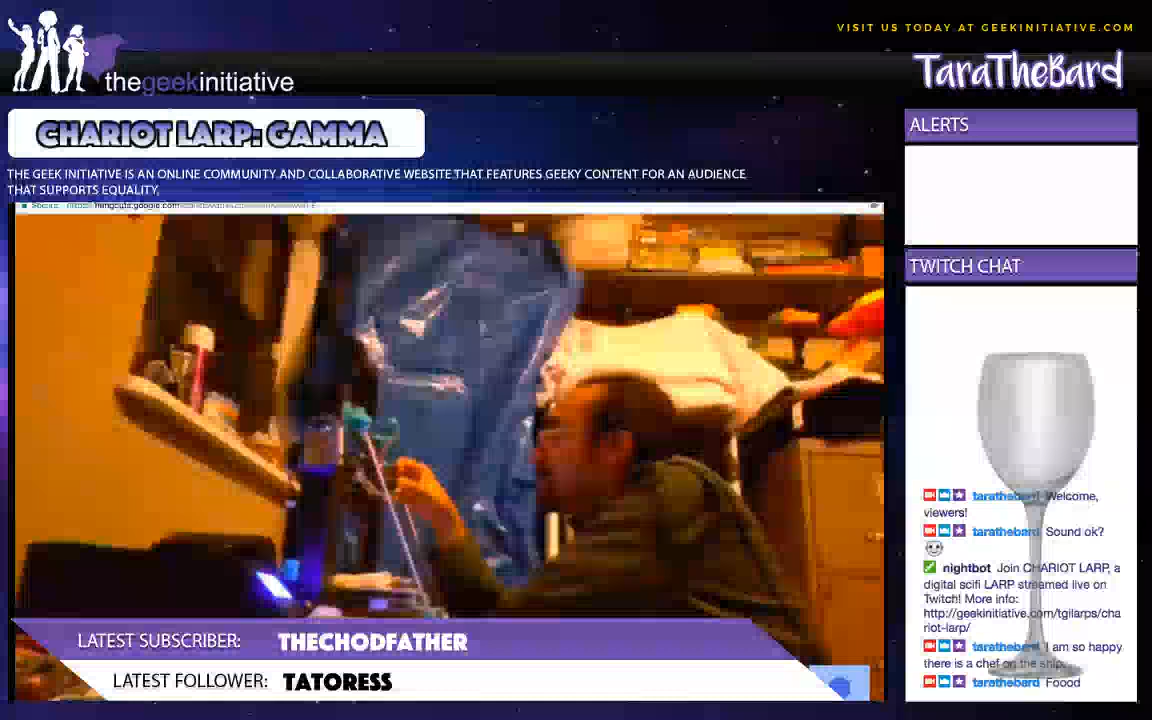 VISIT US TODAY AT GEEKINITIATIVE.COM
thegeekinitiative
TaraTheBard
CHARIOT LARP: GAMMA
THE GEEK INITIATIVE IS AN ONLINE COMMUNITY AND COLLABORATIVE WEBSITE THAT FEATURES GEEKY CONTENT FOR AN AUDIENCE
THAT SUPPORTS EQUALITY,
hangouts.google.com
ALERTS
TWITCH CHAT
tarathebard Welcome,
viewers!
tarathebard Sound ok?
nightbot Join CHARIOT LARP, a
digital scifi LARP streamed live on
Twitch! More info:
http://geekinitiative.com/tgilarps/cha
riot-larp/
tarathebard I am so happy
there is a chef on the ship.
tarathebard Foood
LATEST SUBSCRIBER: THECHODFATHER
LATEST FOLLOWER: TATORESS